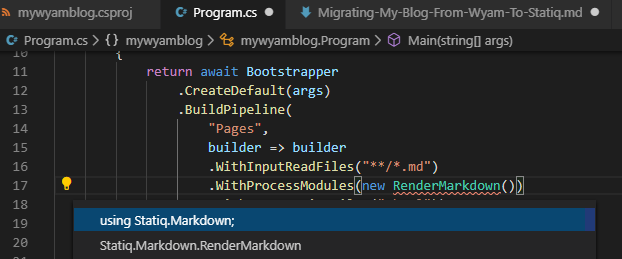 mywyamblog.csproj Program.cs Migrating-My-Blog-From-Wyam-To-Statiq.md
Program.cs > mywyamblog > mywyamblog.Program > Main(string[] args)
10 {
11 return await Bootstrapper
12 .CreateDefault(args)
13 .BuildPipeline(
14 "Pages",
15 builder => builder
16 .WithInputReadFiles("**/*.md")
17 .WithProcessModules(new RenderMarkdown())
18
19 using Statiq.Markdown;
20 Statiq.Markdown.RenderMarkdown